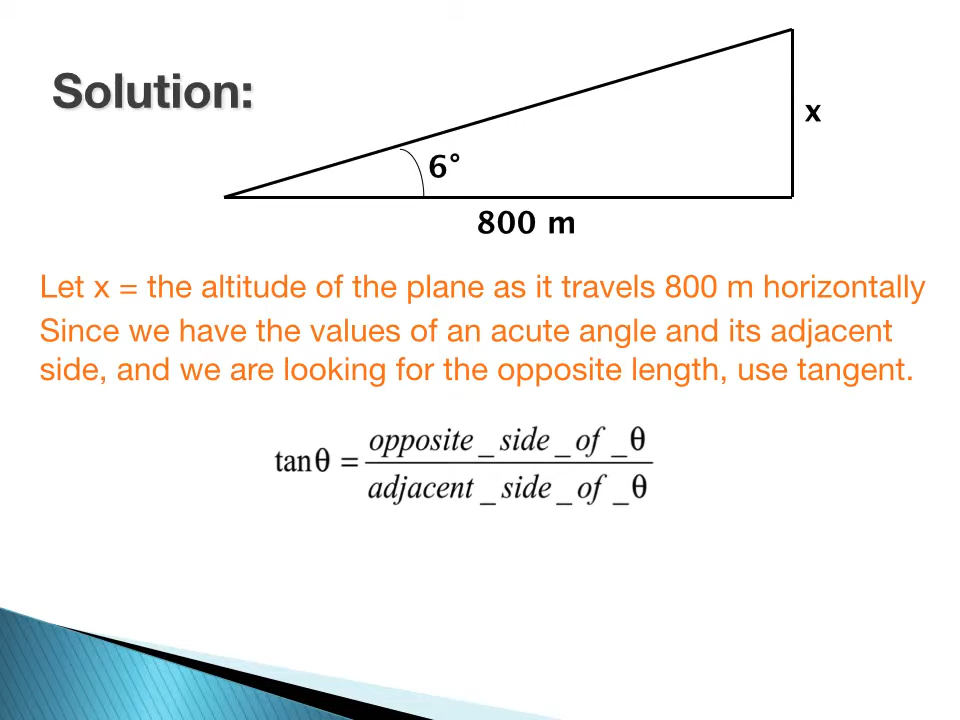 Solution:
x
6°
800 m
Let x = the altitude of the plane as it travels 800 m horizontally
Since we have the values of an acute angle and its adjacent
side, and we are looking for the opposite length, use tangent.
tanθ = opposite_side_of_θ / adjacent_side_of_θ